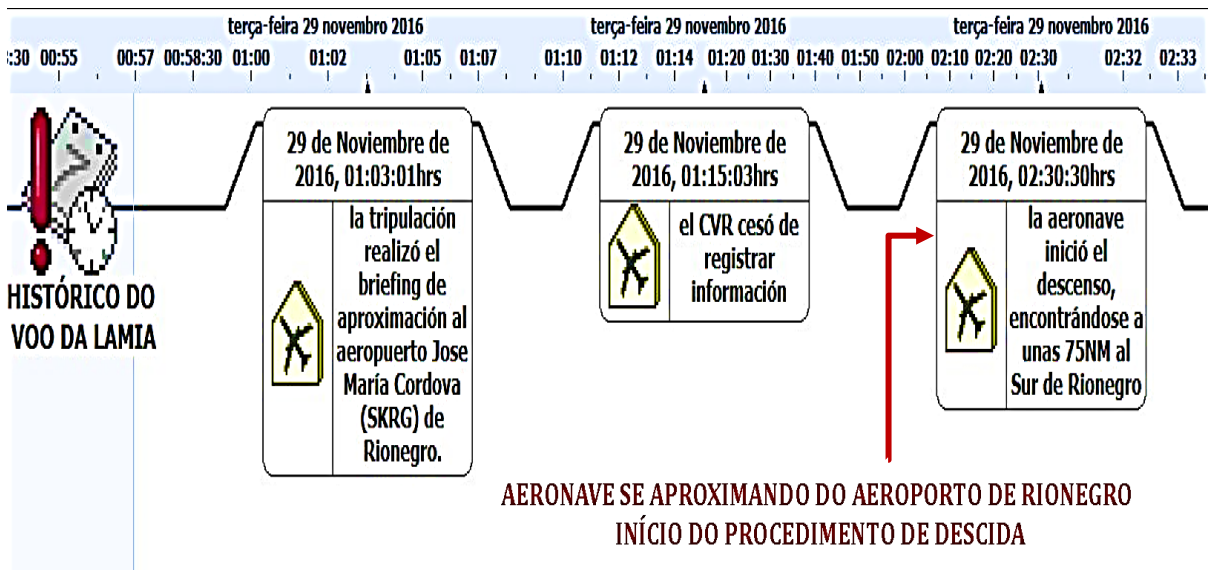 terça-feira 29 novembro 2016 terça-feira 29 novembro 2016 terça-feira 29 novembro 2016
:30 00:55 00:57 00:58:30 01:00 01:02 01:05 01:07 01:10 01:12 01:14 01:20 01:30 01:40 01:50 02:00 02:10 02:20 02:30 02:32 02:33
HISTÓRICO DO
VOO DA LAMIA
29 de Noviembre de
2016, 01:03:01hrs
la tripulación
realizó el
briefing de
aproximación al
aeropuerto Jose
María Cordova
(SKRG) de
Rionegro.
29 de Noviembre de
2016, 01:15:03hrs
el CVR cesó de
registrar
información
29 de Noviembre de
2016, 02:30:30hrs
la aeronave
inició el
descenso,
encontrándose a
unas 75NM al
Sur de Rionegro
AERONAVE SE APROXIMANDO DO AEROPORTO DE RIONEGRO
INÍCIO DO PROCEDIMENTO DE DESCIDA